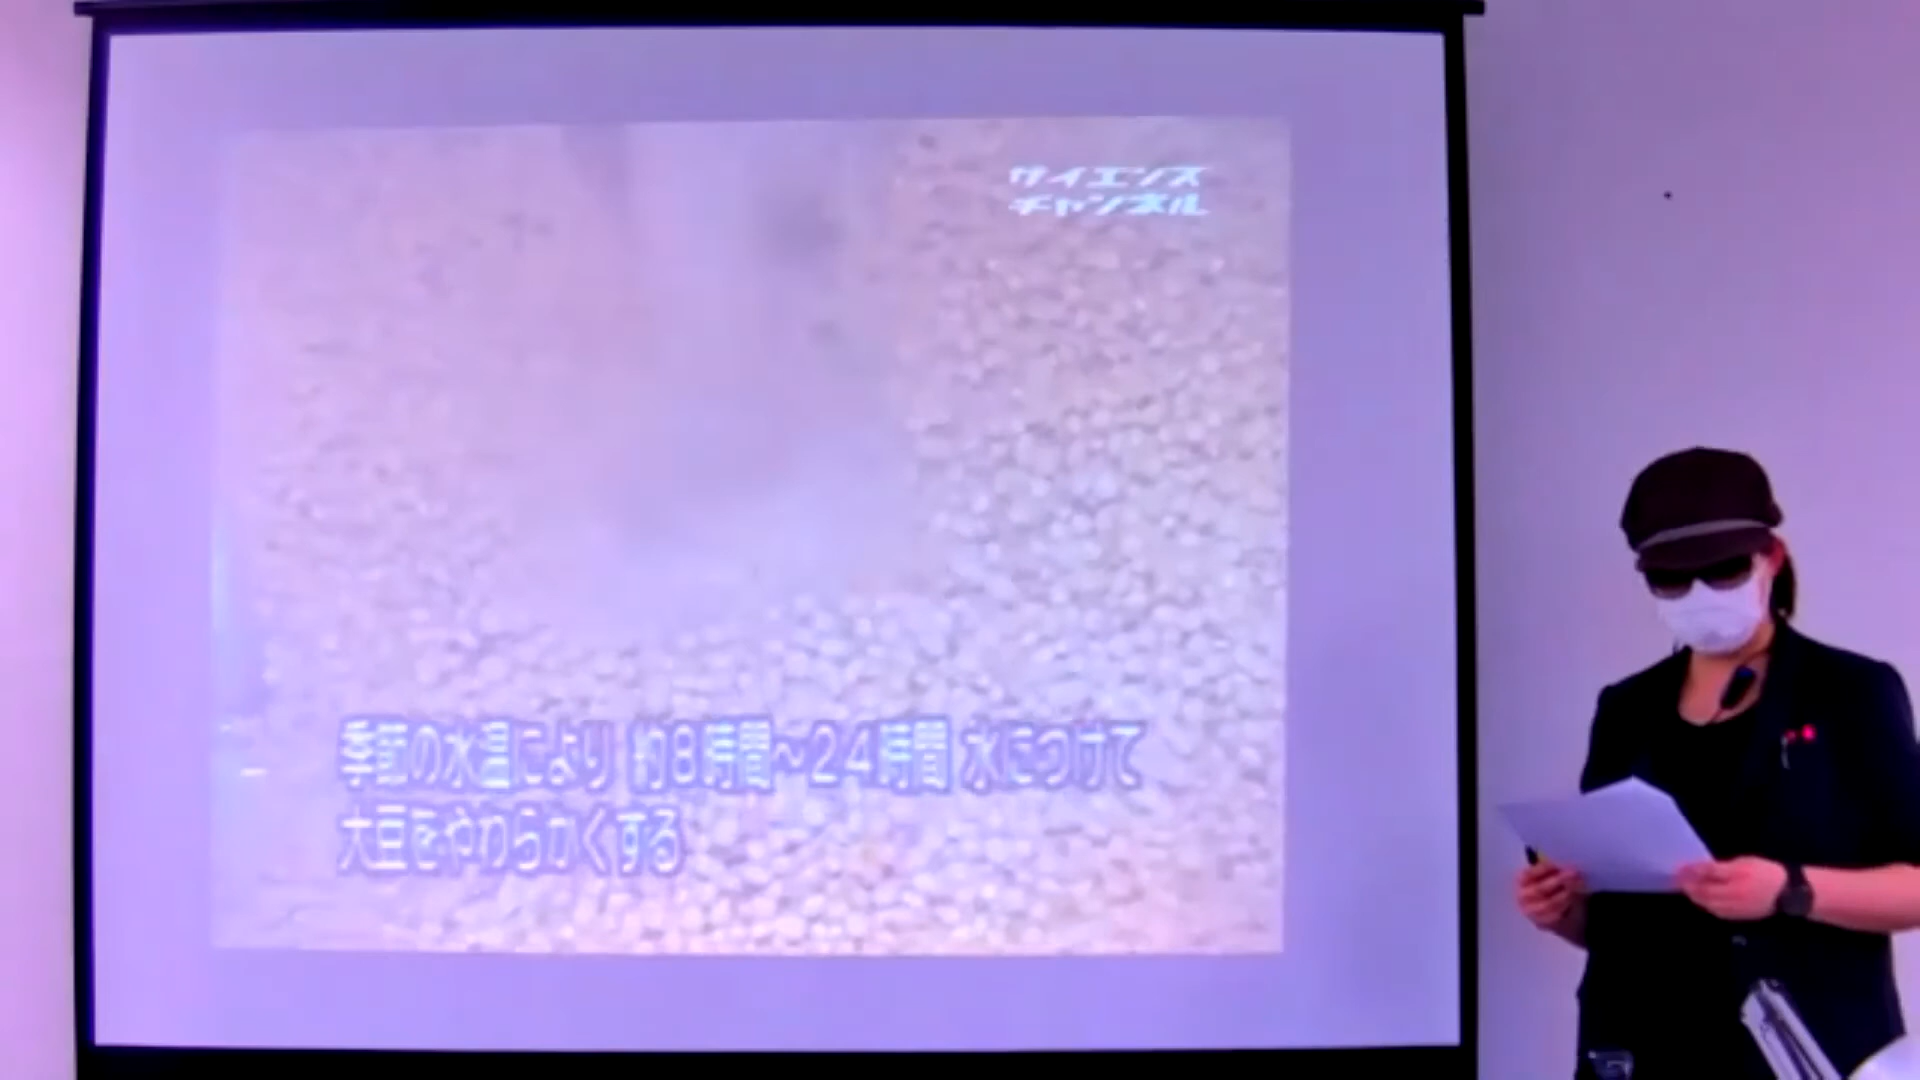 サイエンス
チャンネル
季節の水温により 約8時間～24時間 水につけて
大豆をやわらかくする